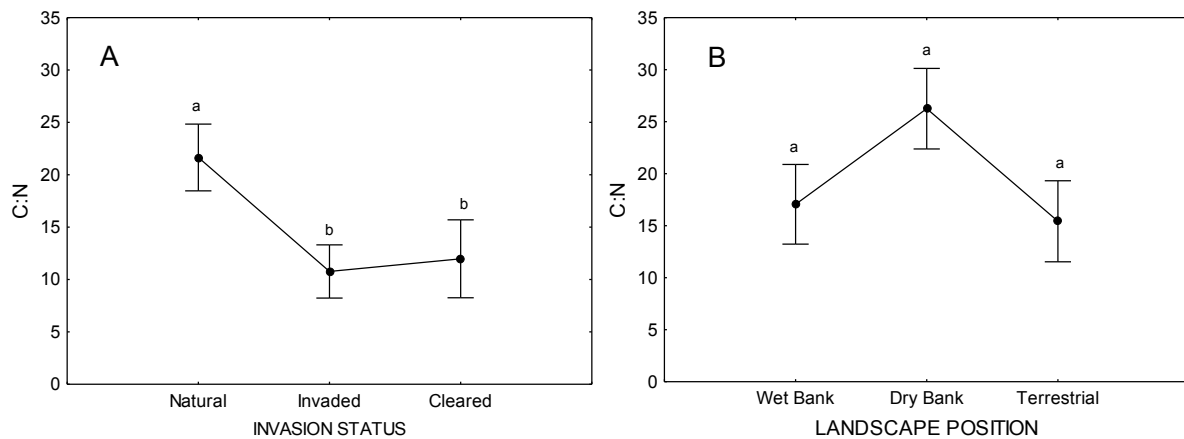 A
C:N
35
30
25
20
15
10
5
0
a
b
b
Natural Invaded Cleared
INVASION STATUS
B
C:N
35
30
25
20
15
10
5
0
a
a
a
Wet Bank Dry Bank Terrestrial
LANDSCAPE POSITION